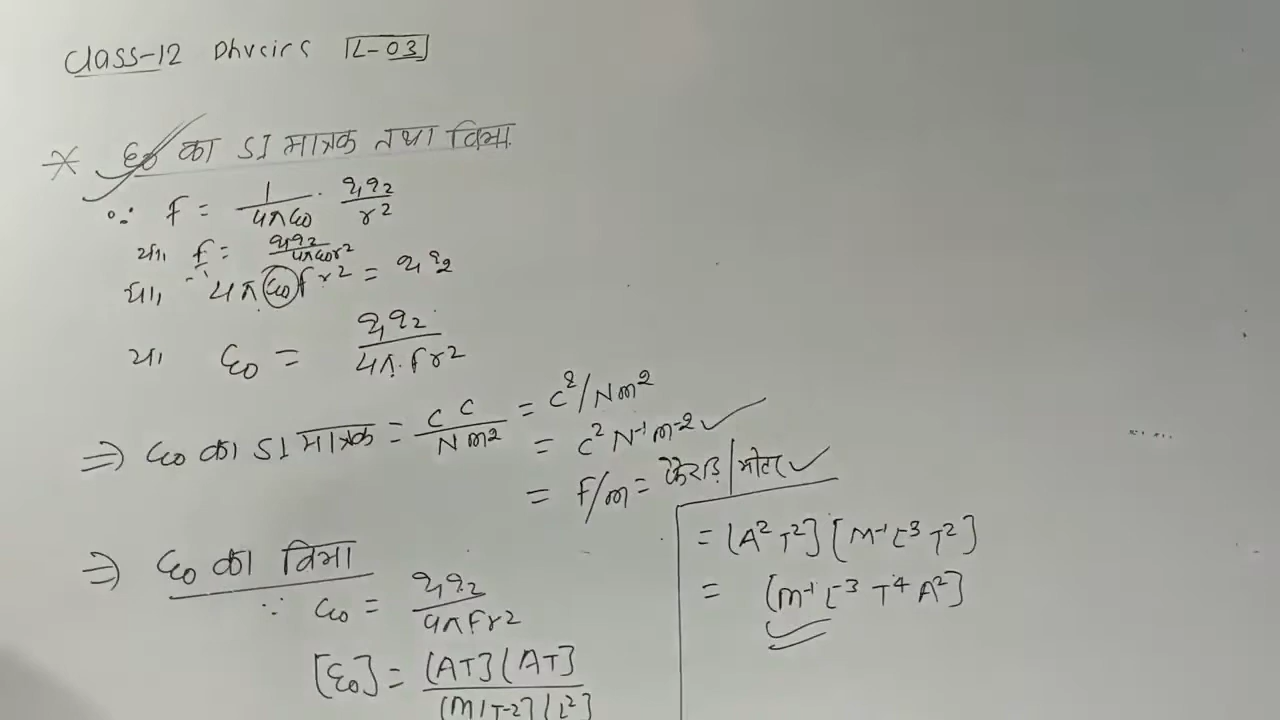 Class-12 Physics L-03
* ε0 का SI मात्रक तथा विमा
∵ F = 1/4πε0 · q1q2/r²
या, F = q1q2/4πε0r²
या, 4πε0Fr² = q1q2
या, ε0 = q1q2/4π.Fr²
⇒ ε0 का SI मात्रक = C C/Nm² = C²/Nm²
= C² N⁻¹ m⁻² ✓
= F/m = फैराडे/मीटर ✓
⇒ ε0 का विमा
∵ ε0 = q1q2/4πFr²
[ε0] = [AT][AT]/[MLT⁻²][L²]
= [A²T²][M⁻¹L⁻³T²]
= [M⁻¹L⁻³T⁴A²]